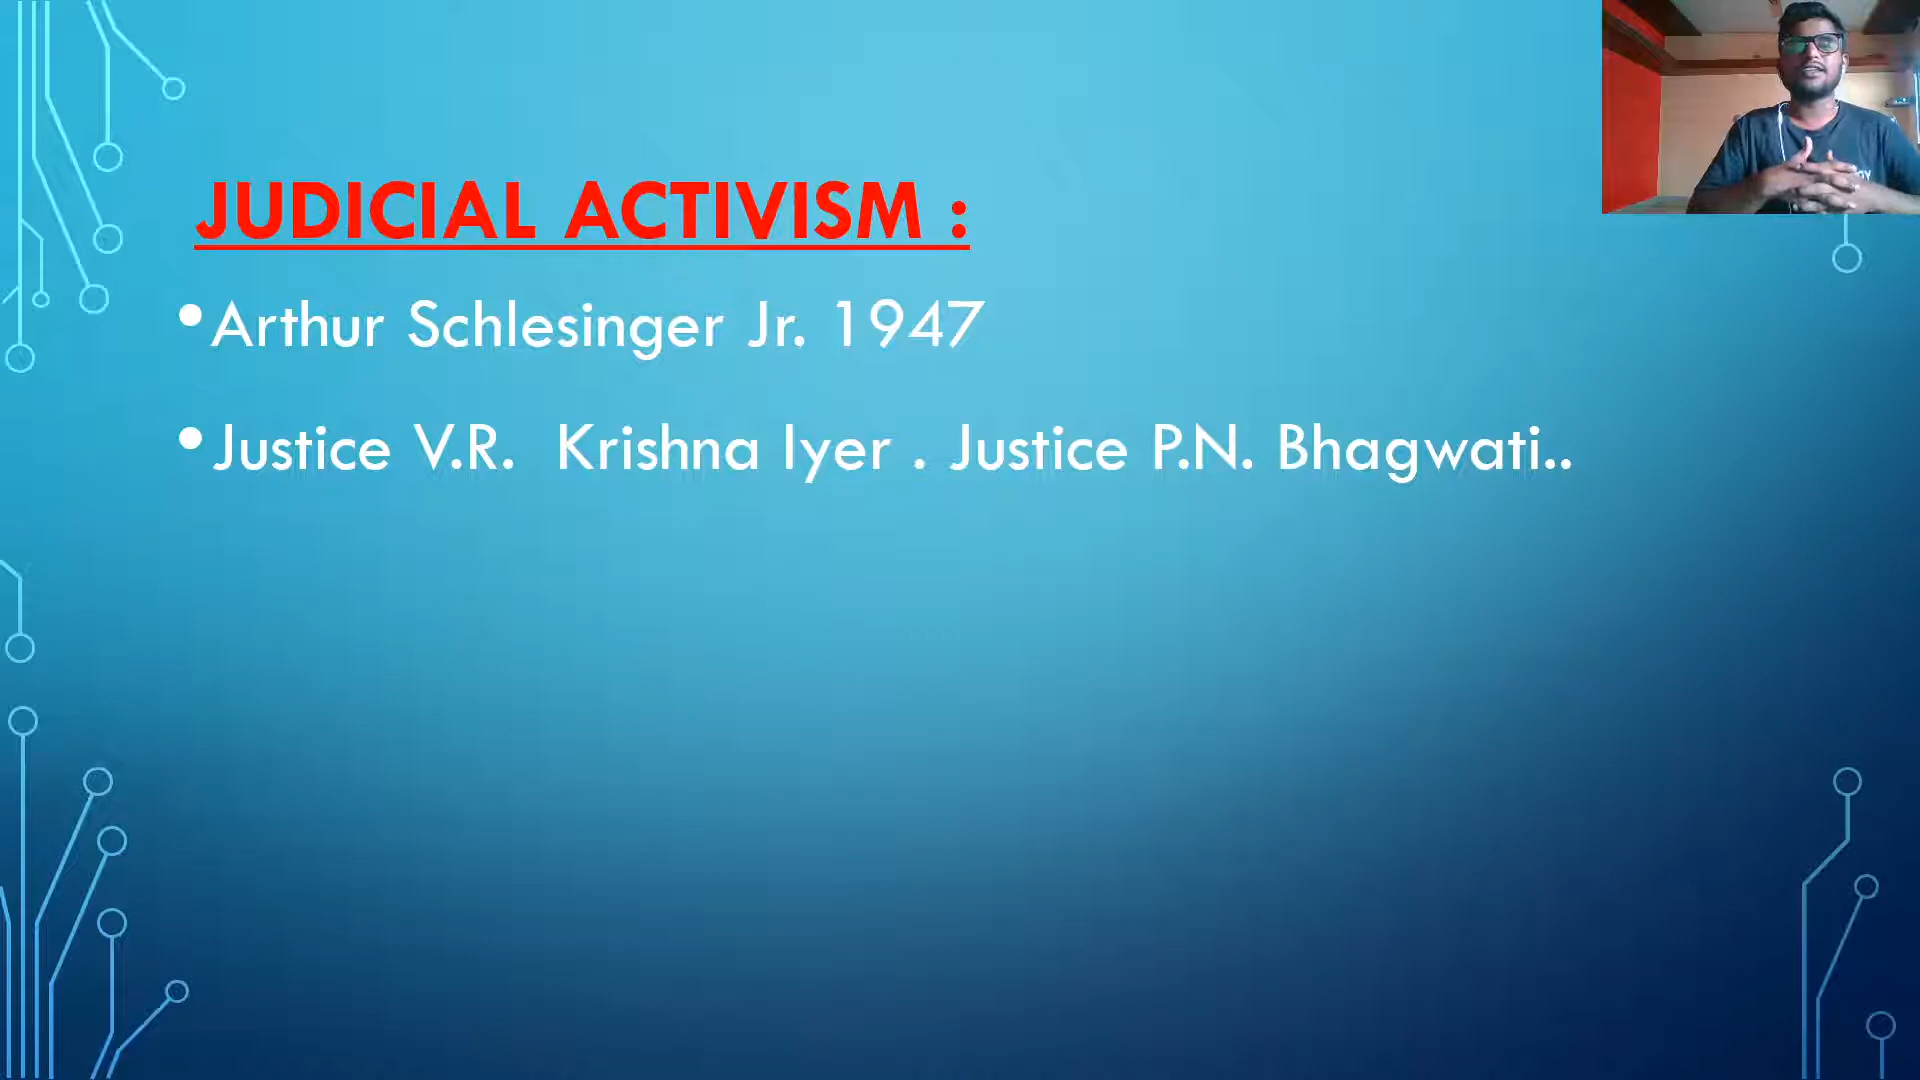 JUDICIAL ACTIVISM :
•Arthur Schlesinger Jr. 1947
•Justice V.R. Krishna Iyer . Justice P.N. Bhagwati..